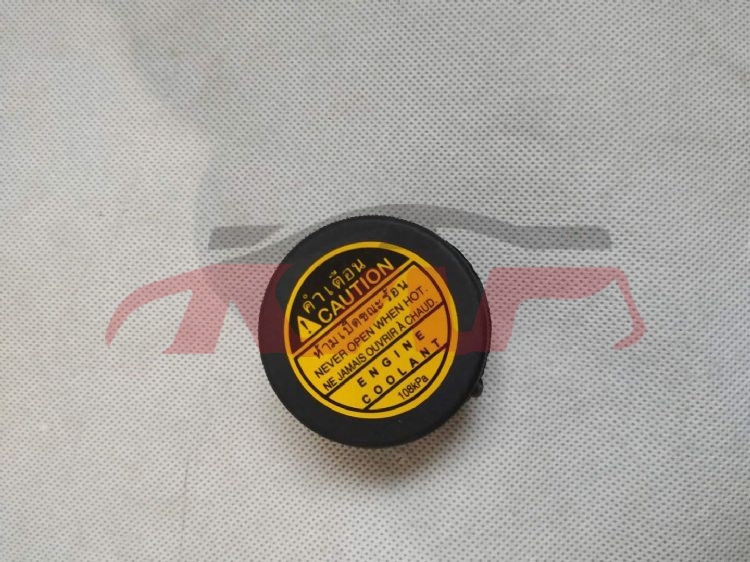 คำเตือน
CAUTION
ห้ามเปิดขณะร้อน
NEVER OPEN WHEN HOT.
NE JAMAIS OUVRIR À CHAUD.
ENGINE
COOLANT
108kPa